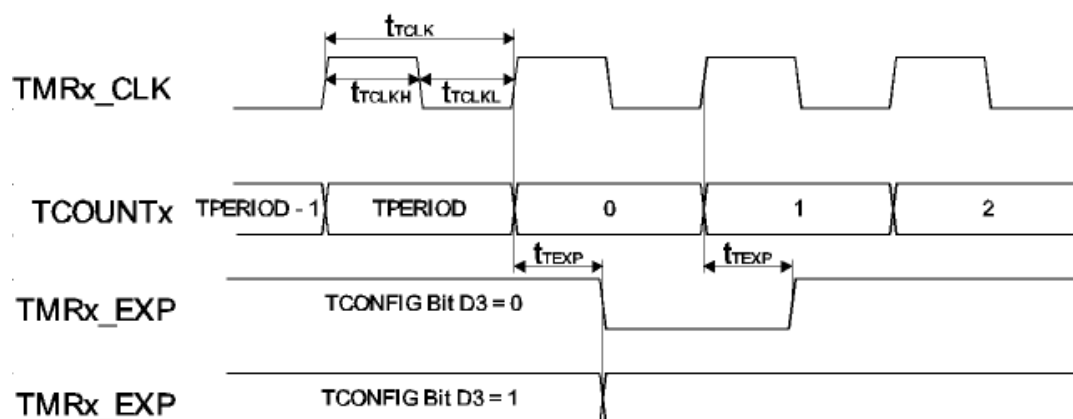 tTCLK
TMRx_CLK
tTCLKH tTCLKL
TCOUNTx TPERIOD - 1 TPERIOD 0 1 2
tTEXP tTEXP
TMRx_EXP TCONFIG Bit D3 = 0
TMRx_EXP TCONFIG Bit D3 = 1